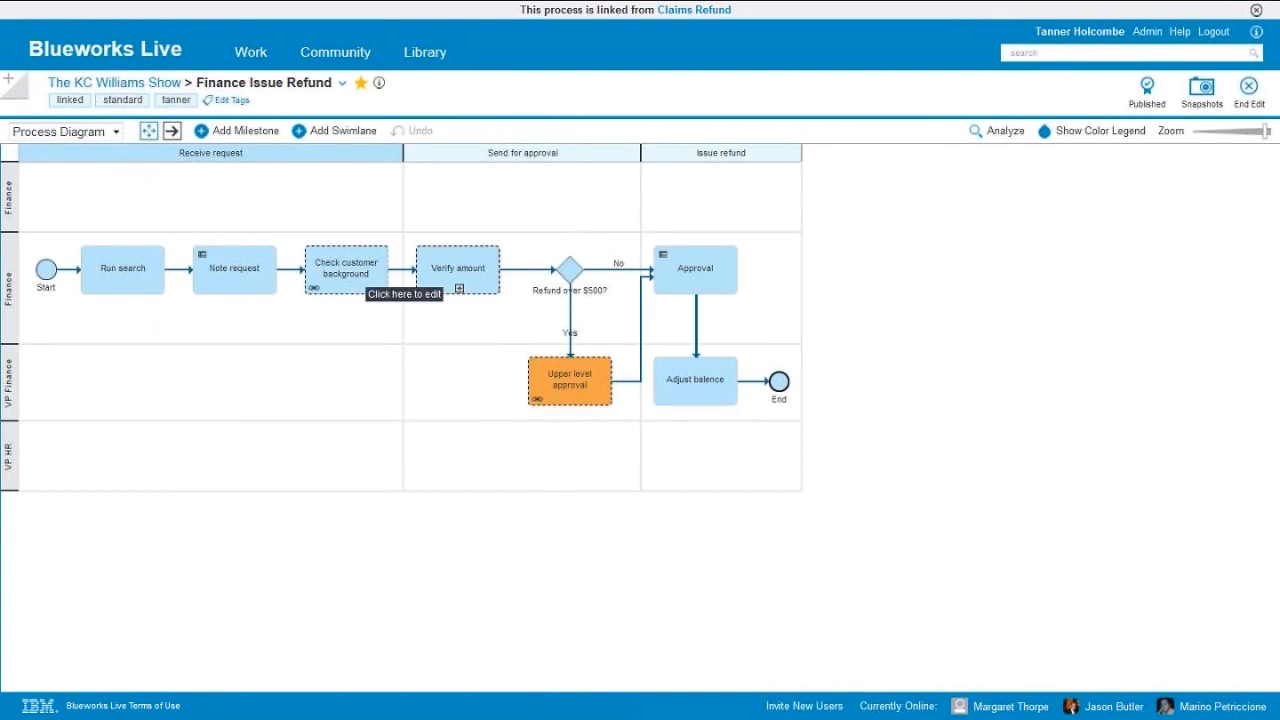 This process is linked from Claims Refund
Tanner Holcombe Admin Help Logout
Blueworks Live Work Community Library
search
The KC Williams Show > Finance Issue Refund
linked standard tanner Edit Tags
Published Snapshots End Edit
Process Diagram Add Milestone Add Swimlane Undo Analyze Show Color Legend Zoom
Receive request Send for approval Issue refund
Finance
Finance
Start
Run search
Note request
Check customer
background
Click here to edit
Verify amount
Refund over $500?
No
Yes
Approval
VP Finance
Upper level
approval
Adjust balence
End
VP HR
IBM. Blueworks Live Terms of Use Invite New Users Currently Online: Margaret Thorpe Jason Butler Marino Petriccione